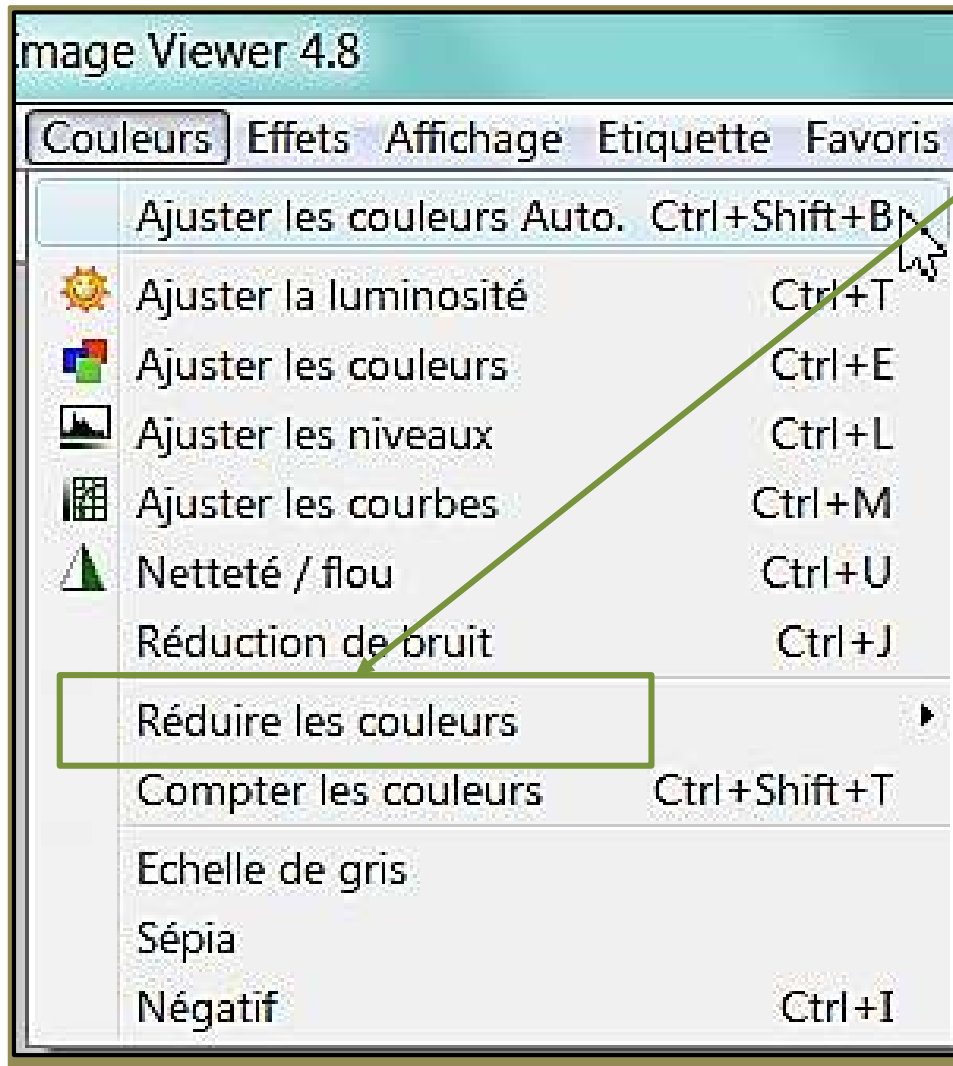 Image Viewer 4.8
Couleurs Effets Affichage Etiquette Favoris
Ajuster les couleurs Auto. Ctrl+Shift+B
Ajuster la luminosité Ctrl+T
Ajuster les couleurs Ctrl+E
Ajuster les niveaux Ctrl+L
Ajuster les courbes Ctrl+M
Netteté / flou Ctrl+U
Réduction de bruit Ctrl+J
Réduire les couleurs
Compter les couleurs Ctrl+Shift+T
Echelle de gris
Sépia
Négatif Ctrl+I